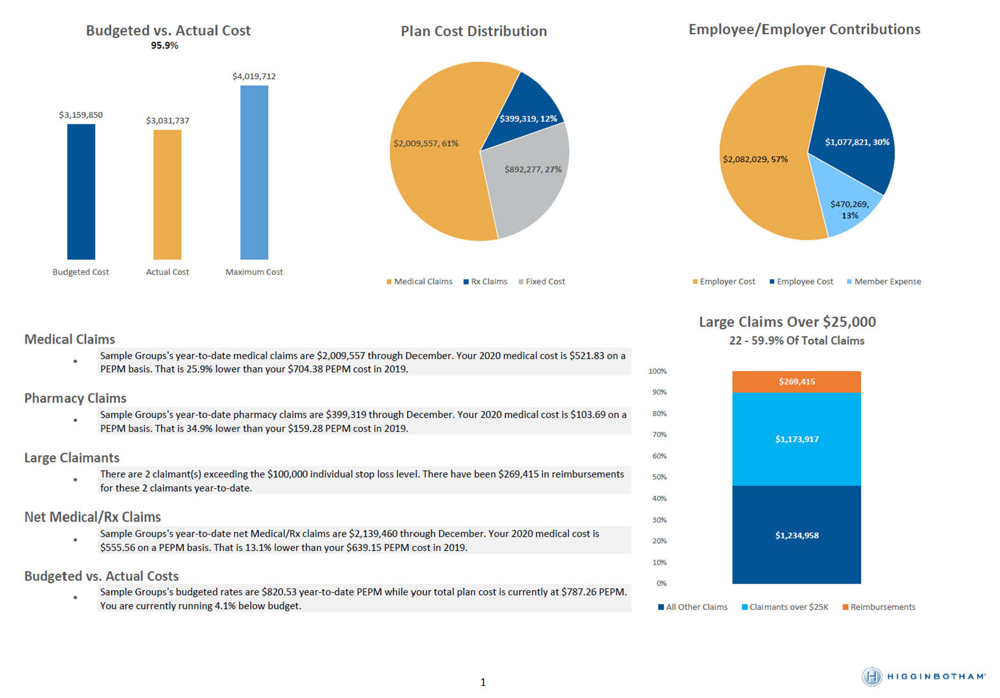 Budgeted vs. Actual Cost
95.9%
$3,159,850
$3,031,737
$4,019,712
Budgeted Cost
Actual Cost
Maximum Cost
Plan Cost Distribution
$399,319, 12%
$2,009,557, 61%
$892,277, 27%
Medical Claims
Rx Claims
Fixed Cost
Employee/Employer Contributions
$1,077,821, 30%
$2,082,029, 57%
$470,269,
13%
Employer Cost
Employee Cost
Member Expense
Medical Claims
• Sample Groups's year-to-date medical claims are $2,009,557 through December. Your 2020 medical cost is $521.83 on a
PEPM basis. That is 25.9% lower than your $704.38 PEPM cost in 2019.
Pharmacy Claims
• Sample Groups's year-to-date pharmacy claims are $399,319 through December. Your 2020 medical cost is $103.69 on a
PEPM basis. That is 34.9% lower than your $159.28 PEPM cost in 2019.
Large Claimants
• There are 2 claimant(s) exceeding the $100,000 individual stop loss level. There have been $269,415 in reimbursements
for these 2 claimants year-to-date.
Net Medical/Rx Claims
• Sample Groups's year-to-date net Medical/Rx claims are $2,139,460 through December. Your 2020 medical cost is
$555.56 on a PEPM basis. That is 13.1% lower than your $639.15 PEPM cost in 2019.
Budgeted vs. Actual Costs
• Sample Groups's budgeted rates are $820.53 year-to-date PEPM while your total plan cost is currently at $787.26 PEPM.
You are currently running 4.1% below budget.
Large Claims Over $25,000
22 - 59.9% Of Total Claims
100%
90%
80%
70%
60%
50%
40%
30%
20%
10%
0%
$269,415
$1,173,917
$1,234,958
All Other Claims
Claimants over $25K
Reimbursements
1
H HIGGINBOTHAM®